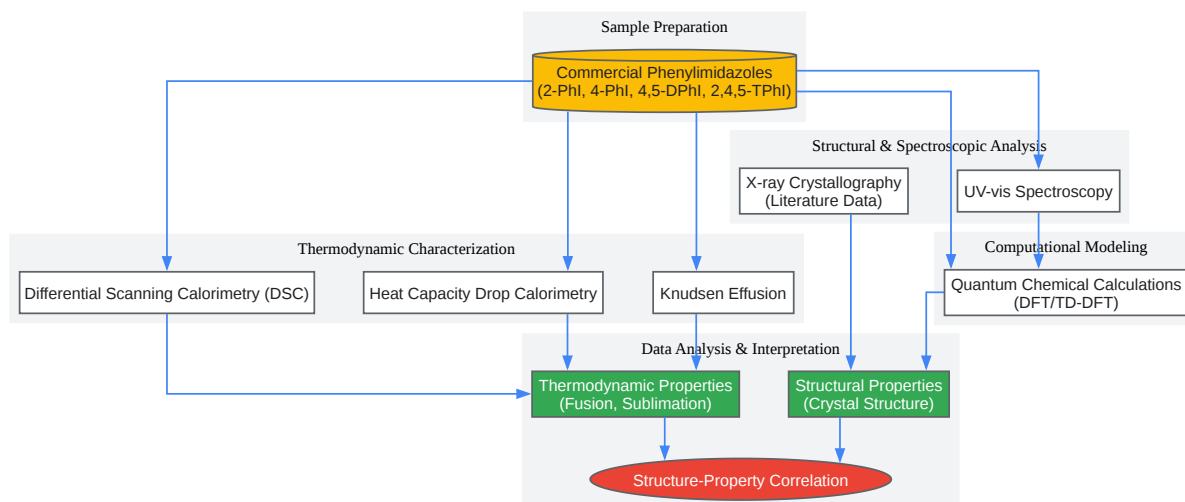 Sample Preparation
Commercial Phenylimidazoles
(2-PhI, 4-PhI, 4,5-DPhI, 2,4,5-TPhI)
Structural & Spectroscopic Analysis
X-ray Crystallography
(Literature Data)
UV-vis Spectroscopy
Thermodynamic Characterization
Differential Scanning Calorimetry (DSC)
Heat Capacity Drop Calorimetry
Knudsen Effusion
Computational Modeling
Quantum Chemical Calculations
(DFT/TD-DFT)
Data Analysis & Interpretation
Thermodynamic Properties
(Fusion, Sublimation)
Structural Properties
(Crystal Structure)
Structure-Property Correlation